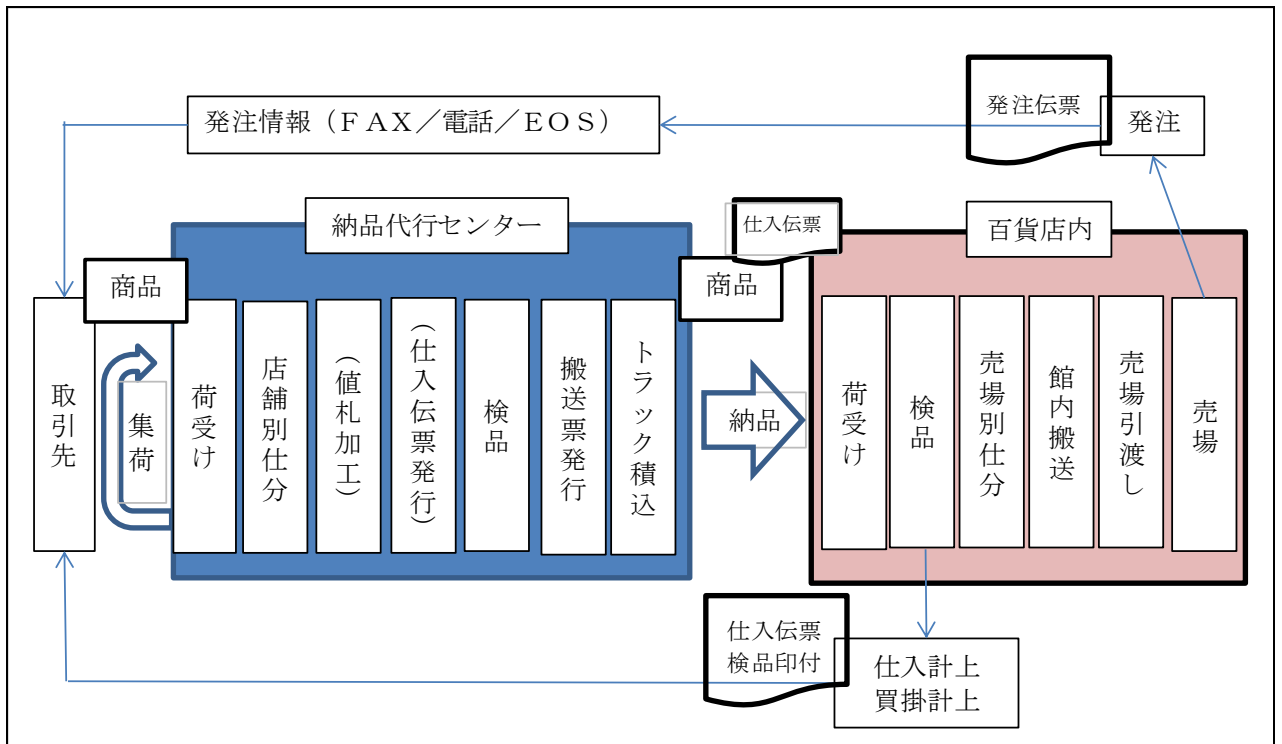 発注伝票
発注
発注情報（ＦＡＸ／電話／ＥＯＳ）
納品代行センター
仕入伝票
百貨店内
商品
商品
取引先
集荷
荷受け
店舗別仕分
（値札加工）
（仕入伝票発行）
検品
搬送票発行
トラック積込
納品
荷受け
検品
売場別仕分
館内搬送
売場引渡し
売場
仕入伝票
検品印付
仕入計上
買掛計上